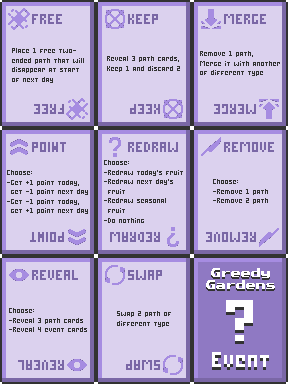 FREE
Place 1 free two-
ended path that will
disappear at start
of next day
FREE
KEEP
Reveal 3 path cards,
Keep 1 and discard 2
KEEP
MERGE
Remove 1 path,
Merge it with another
of different type
MERGE
POINT
Choose:
-Get +1 point today,
Get -1 point next day
-Get -1 point today,
Get +1 point next day
POINT
REDRAW
Choose:
-Redraw today's fruit
-Redraw next day's
fruit
-Redraw seasonal
fruit
-Do nothing
REDRAW
REMOVE
Choose:
-Remove 1 path
-Remove 2 path
REMOVE
REVEAL
Choose:
-Reveal 3 path cards
-Reveal 4 event cards
REVEAL
SWAP
Swap 2 path of
different type
SWAP
Greedy
Gardens
?
Event